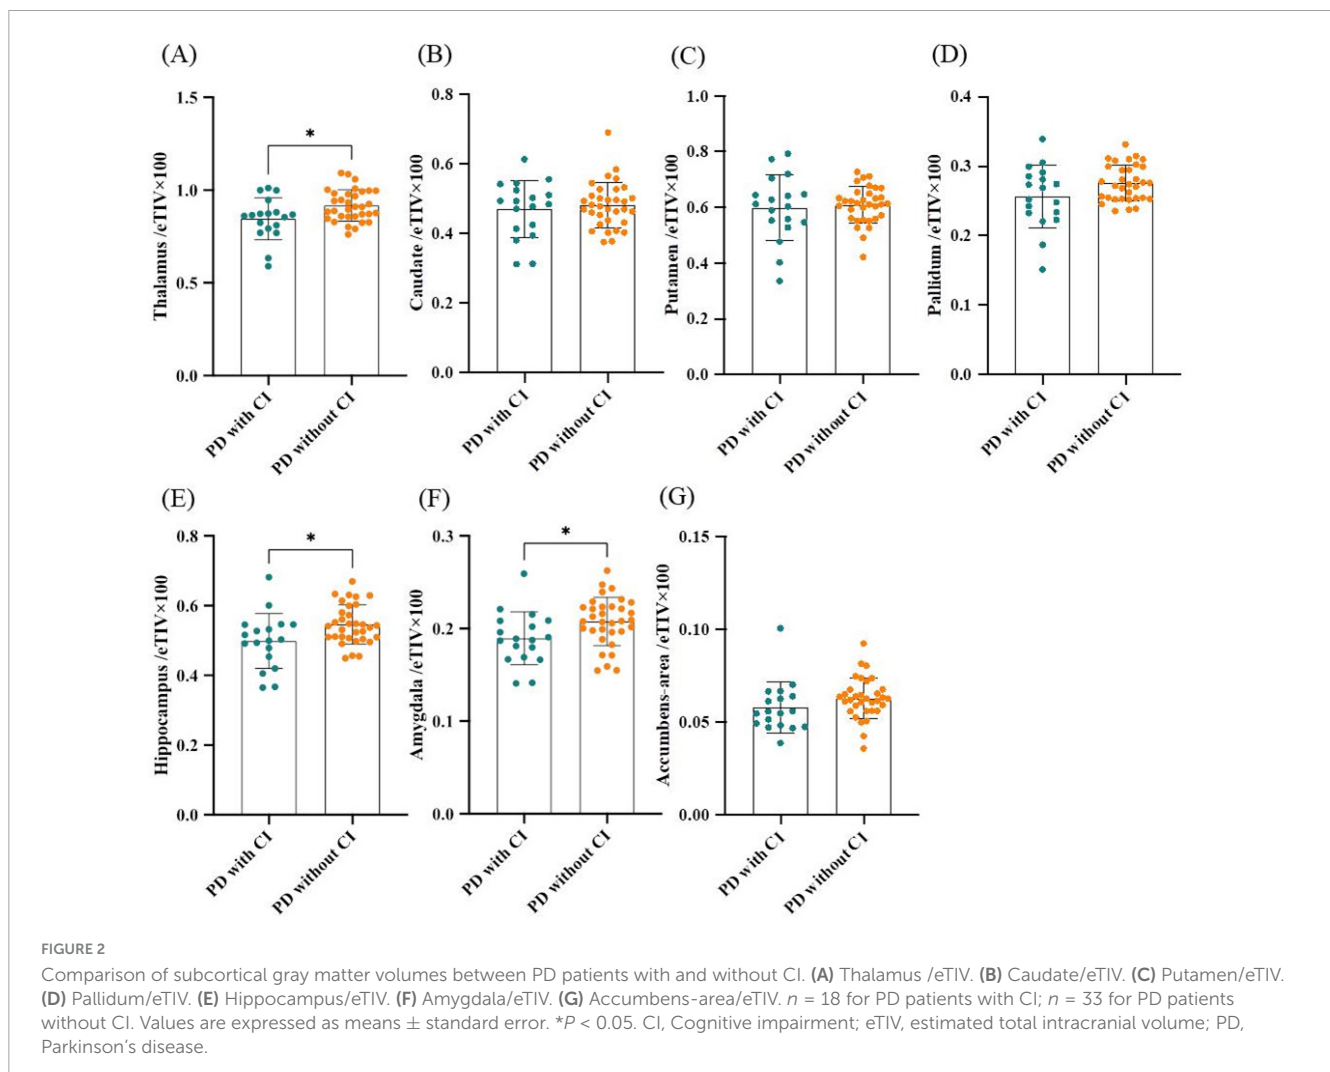 (A)
(B)
(C)
(D)
Thalamus /eTIV×100
1.5
1.0
0.5
0.0
*
PD with CI
PD without CI
Caudate /eTIV×100
0.8
0.6
0.4
0.2
0.0
PD with CI
PD without CI
Putamen /eTIV×100
1.0
0.8
0.6
0.4
0.2
0.0
PD with CI
PD without CI
Pallidum /eTIV×100
0.4
0.3
0.2
0.1
0.0
PD with CI
PD without CI
(E)
(F)
(G)
Hippocampus /eTIV×100
0.8
0.6
0.4
0.2
0.0
*
PD with CI
PD without CI
Amygdala /eTIV×100
0.3
0.2
0.1
0.0
*
PD with CI
PD without CI
Accumbens-area /eTIV×100
0.15
0.10
0.05
0.00
PD with CI
PD without CI
FIGURE 2
Comparison of subcortical gray matter volumes between PD patients with and without CI. (A) Thalamus /eTIV. (B) Caudate/eTIV. (C) Putamen/eTIV.
(D) Pallidum/eTIV. (E) Hippocampus/eTIV. (F) Amygdala/eTIV. (G) Accumbens-area/eTIV. n = 18 for PD patients with CI; n = 33 for PD patients
without CI. Values are expressed as means ± standard error. *P < 0.05. CI, Cognitive impairment; eTIV, estimated total intracranial volume; PD,
Parkinson's disease.